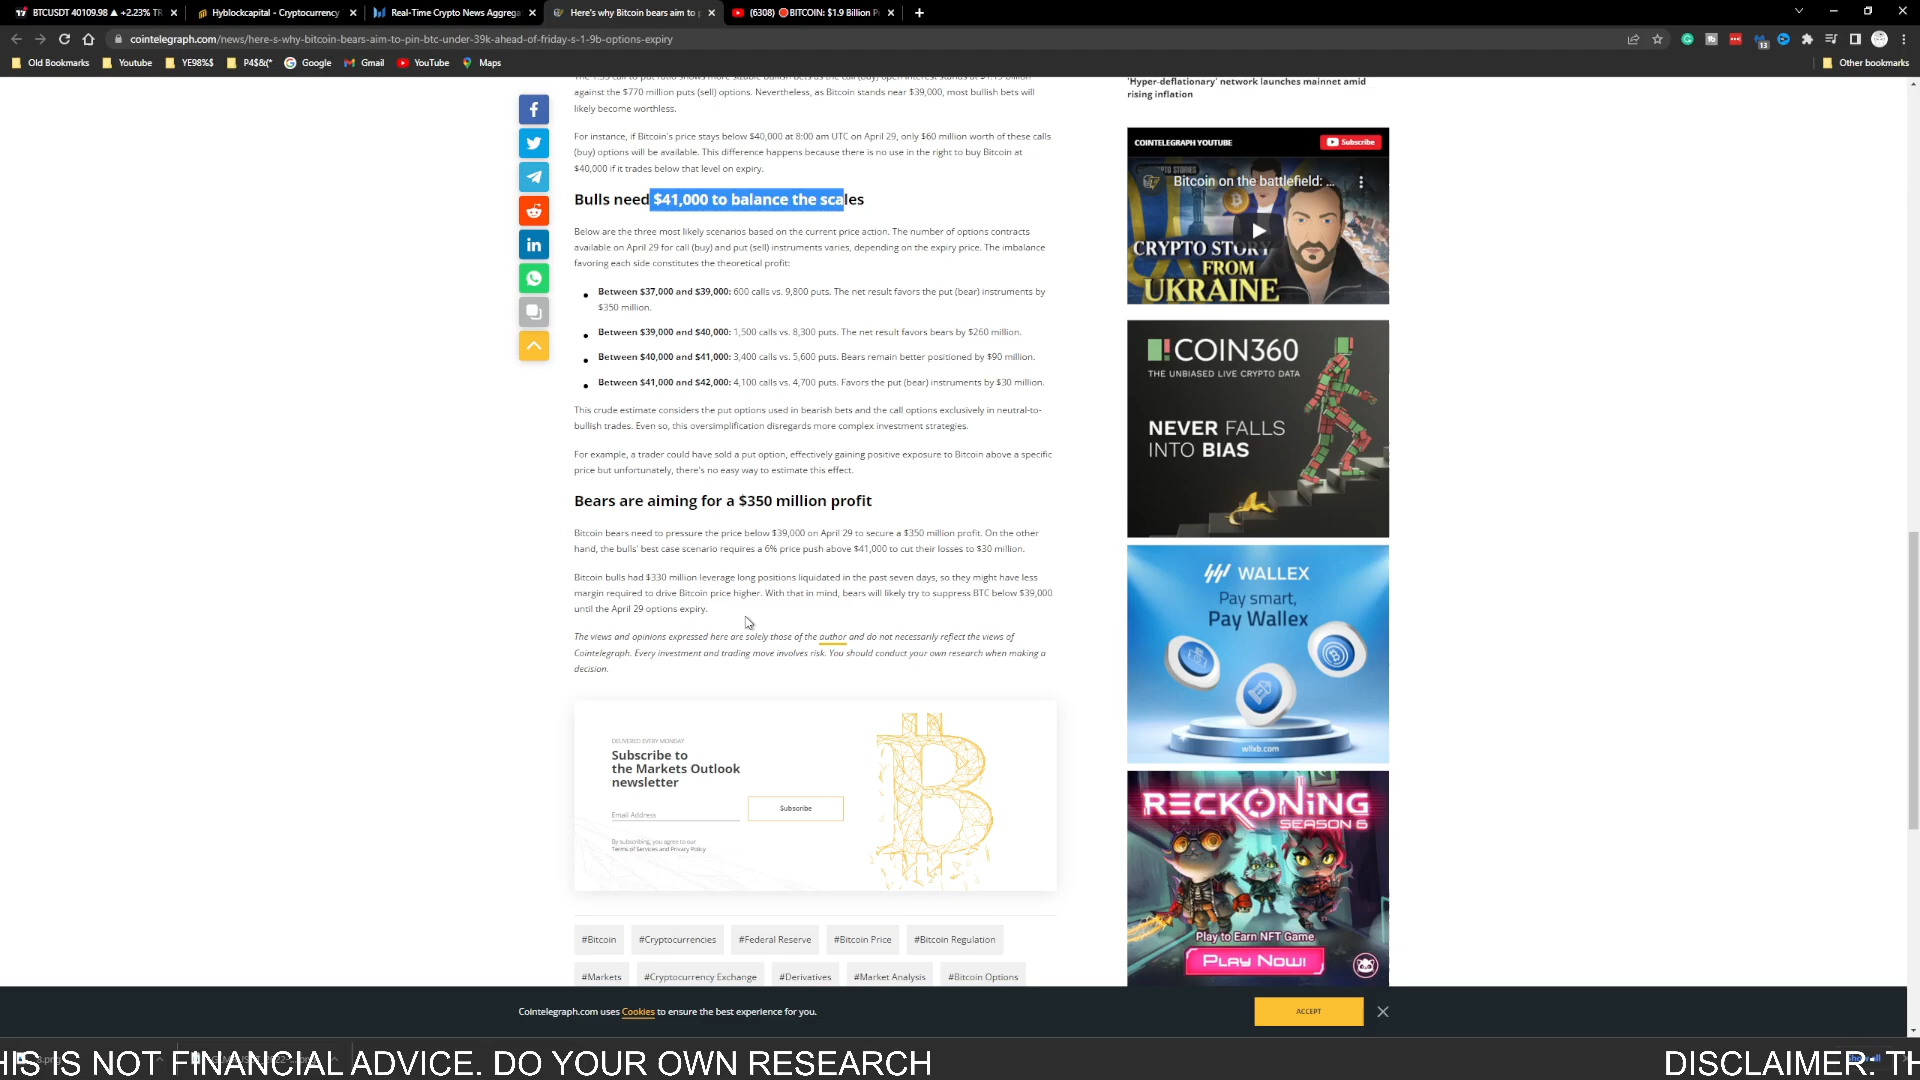 BTCUSDT 40109.98 ▲ +2.23% TR
Hyblockcapital - Cryptocurrency
Real-Time Crypto News Aggrega
Here's why Bitcoin bears aim to p
(6308) 🔴BITCOIN: $1.9 Billion P
cointelegraph.com/news/here-s-why-bitcoin-bears-aim-to-pin-btc-under-39k-ahead-of-friday-s-1-9b-options-expiry
13
Old Bookmarks
Youtube
YE98%$
P4$&(*
Google
Gmail
YouTube
Maps
Other bookmarks
against the $770 million puts (sell) options. Nevertheless, as Bitcoin stands near $39,000, most bullish bets will
likely become worthless.
For instance, if Bitcoin's price stays below $40,000 at 8:00 am UTC on April 29, only $60 million worth of these calls
(buy) options will be available. This difference happens because there is no use in the right to buy Bitcoin at
$40,000 if it trades below that level on expiry.
Bulls need $41,000 to balance the scales
Below are the three most likely scenarios based on the current price action. The number of options contracts
available on April 29 for call (buy) and put (sell) instruments varies, depending on the expiry price. The imbalance
favoring each side constitutes the theoretical profit:
Between $37,000 and $39,000: 600 calls vs. 9,800 puts. The net result favors the put (bear) instruments by
$350 million.
Between $39,000 and $40,000: 1,500 calls vs. 8,300 puts. The net result favors bears by $260 million.
Between $40,000 and $41,000: 3,400 calls vs. 5,600 puts. Bears remain better positioned by $90 million.
Between $41,000 and $42,000: 4,100 calls vs. 4,700 puts. Favors the put (bear) instruments by $30 million.
This crude estimate considers the put options used in bearish bets and the call options exclusively in neutral-to-
bullish trades. Even so, this oversimplification disregards more complex investment strategies.
For example, a trader could have sold a put option, effectively gaining positive exposure to Bitcoin above a specific
price but unfortunately, there's no easy way to estimate this effect.
Bears are aiming for a $350 million profit
Bitcoin bears need to pressure the price below $39,000 on April 29 to secure a $350 million profit. On the other
hand, the bulls' best case scenario requires a 6% price push above $41,000 to cut their losses to $30 million.
Bitcoin bulls had $330 million leverage long positions liquidated in the past seven days, so they might have less
margin required to drive Bitcoin price higher. With that in mind, bears will likely try to suppress BTC below $39,000
until the April 29 options expiry.
The views and opinions expressed here are solely those of the author and do not necessarily reflect the views of
Cointelegraph. Every investment and trading move involves risk. You should conduct your own research when making a
decision.
DELIVERED EVERY MONDAY
Subscribe to
the Markets Outlook
newsletter
Email Address
Subscribe
By subscribing, you agree to our
Terms of Services and Privacy Policy
#Bitcoin
#Cryptocurrencies
#Federal Reserve
#Bitcoin Price
#Bitcoin Regulation
#Markets
#Cryptocurrency Exchange
#Derivatives
#Market Analysis
#Bitcoin Options
'Hyper-deflationary' network launches mainnet amid
rising inflation
COINTELEGRAPH YOUTUBE
Subscribe
Bitcoin on the battlefield: ...
CRYPTO STORY
FROM
UKRAINE
COIN360
THE UNBIASED LIVE CRYPTO DATA
NEVER FALLS
INTO BIAS
WALLEX
Pay smart,
Pay Wallex
wllxb.com
RECKONING
SEASON 6
Play to Earn NFT Game
PLAY NOW!
Cointelegraph.com uses Cookies to ensure the best experience for you.
ACCEPT
HIS IS NOT FINANCIAL ADVICE. DO YOUR OWN RESEARCH
DISCLAIMER: TH